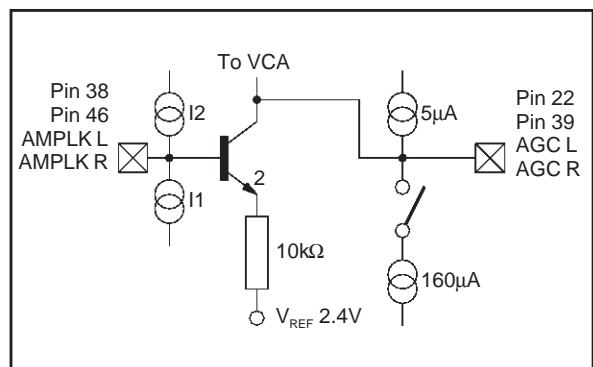 To VCA
Pin 38
Pin 46
AMPLK L
AMPLK R
I2
I1
2
10kΩ
V_REF 2.4V
5µA
160µA
Pin 22
Pin 39
AGC L
AGC R